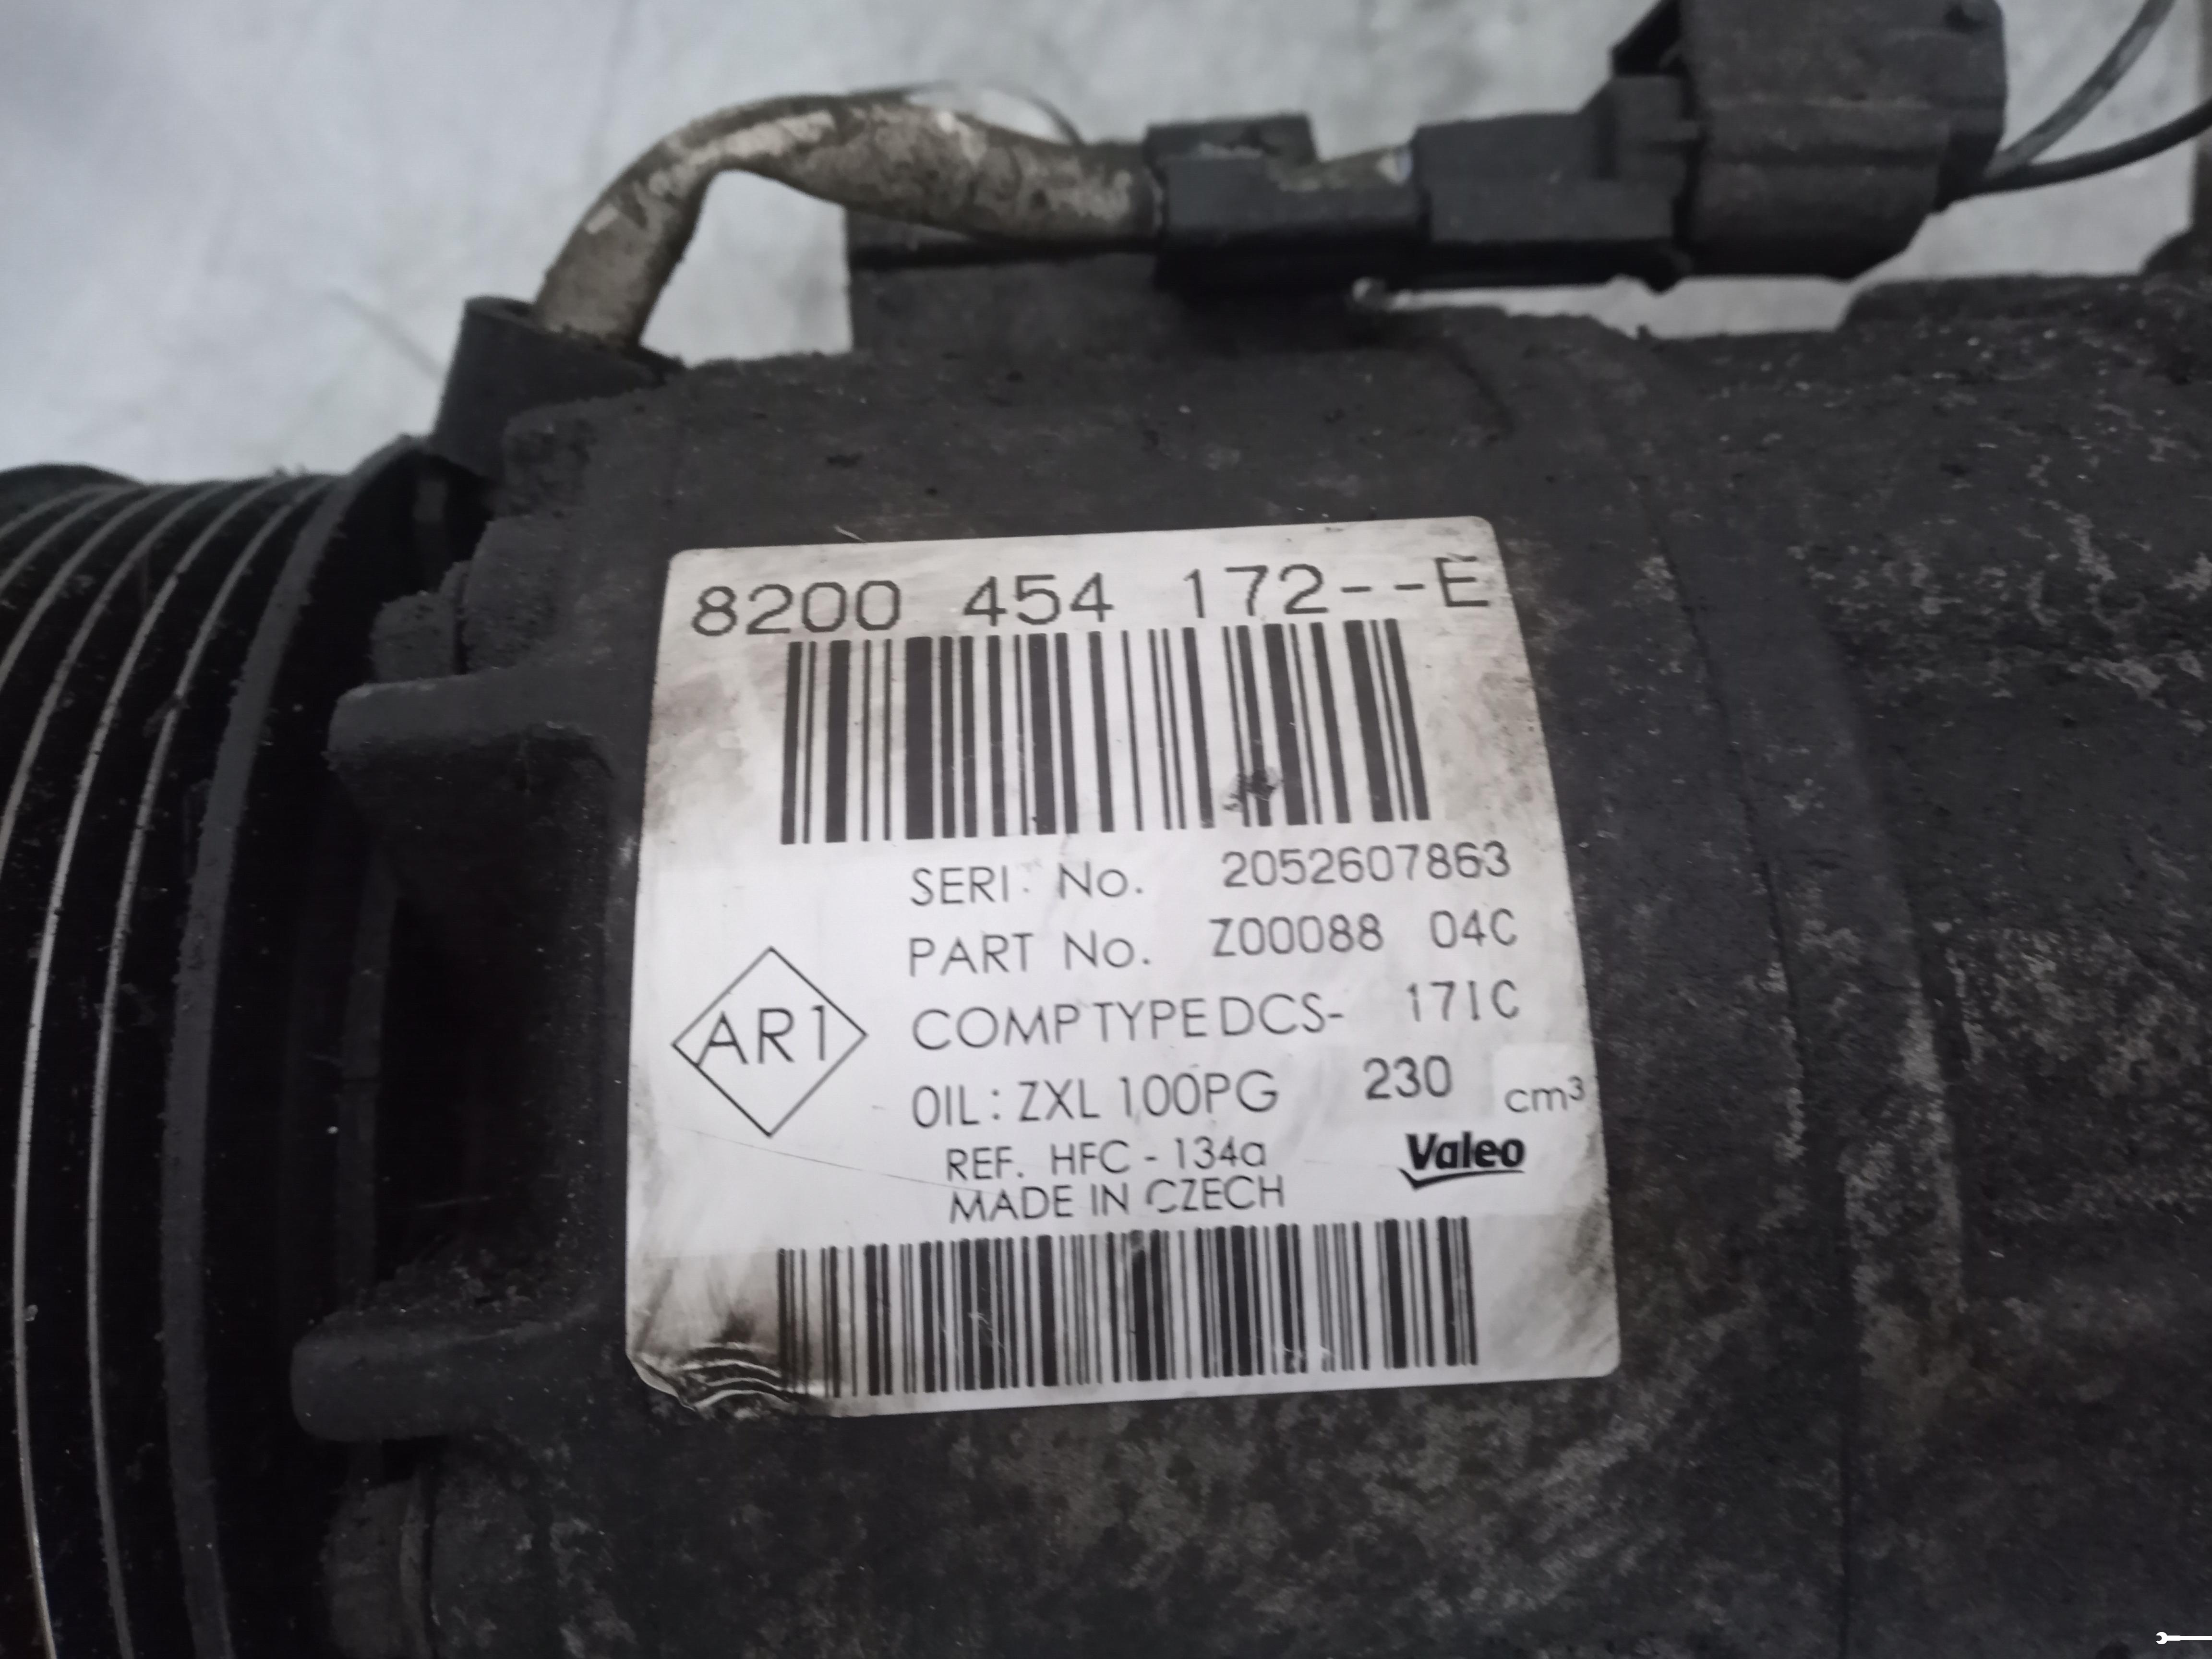 8200 454 172--E
SERI. No. 2052607863
PART No. Z00088 04C
AR1
COMP TYPE DCS- 17IC
OIL: ZXL 100PG 230 cm³
REF. HFC - 134a
Valeo
MADE IN CZECH